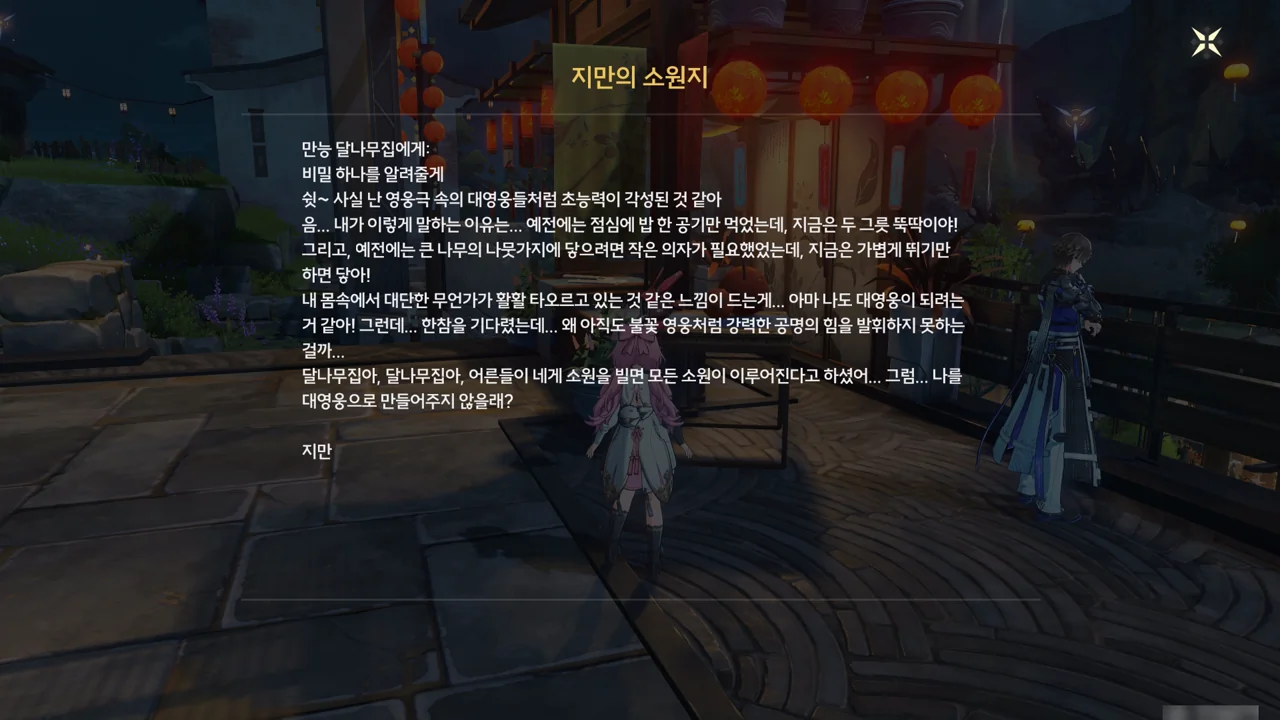 지만의 소원지
만능 달나무집에게:
비밀 하나를 알려줄게
쉿~ 사실 난 영웅극 속의 대영웅들처럼 초능력이 각성된 것 같아
음... 내가 이렇게 말하는 이유는... 예전에는 점심에 밥 한 공기만 먹었는데, 지금은 두 그릇 뚝딱이야!
그리고, 예전에는 큰 나무의 나뭇가지에 닿으려면 작은 의자가 필요했었는데, 지금은 가볍게 뛰기만
하면 닿아!
내 몸속에서 대단한 무언가가 활활 타오르고 있는 것 같은 느낌이 드는게... 아마 나도 대영웅이 되려는
거 같아! 그런데... 한참을 기다렸는데... 왜 아직도 불꽃 영웅처럼 강력한 공명의 힘을 발휘하지 못하는
걸까...
달나무집아, 달나무집아, 어른들이 네게 소원을 빌면 모든 소원이 이루어진다고 하셨어... 그럼... 나를
대영웅으로 만들어주지 않을래?
지만